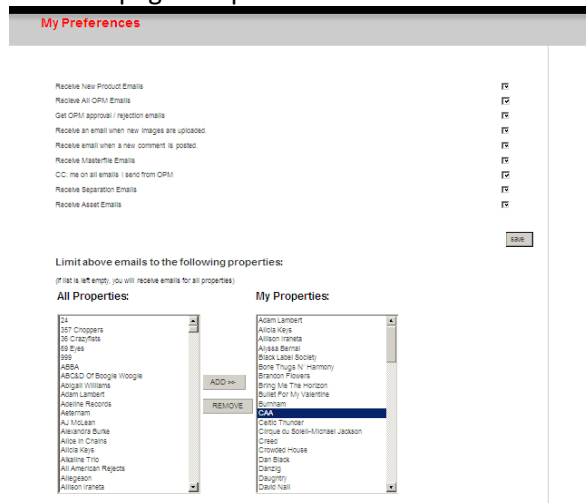 My Preferences
Receive New Product Emails
Recieve All OPM Emails
Get OPM approval / rejection emails
Receive an email when new images are uploaded.
Receive email when a new comment is posted.
Receive Masterfile Emails
CC: me on all emails I send from OPM
Receive Separation Emails
Receive Asset Emails
save
Limit above emails to the following properties:
(If list is left empty, you will receive emails for all properties)
All Properties:
24
357 Choppers
36 Crazyfists
69 Eyes
999
ABBA
ABC&D Of Boogie Woogie
Abigail Williams
Adam Lambert
Adeline Records
Aeternam
AJ McLean
Alexandra Burke
Alice In Chains
Alicia Keys
Alkaline Trio
All American Rejects
Allegeaon
Allison Iraheta
ADD >>
REMOVE
My Properties:
Adam Lambert
Alicia Keys
Allison Iraheta
Alyssa Bernal
Black Label Society
Bone Thugs N' Harmony
Brandon Flowers
Bring Me The Horizon
Bullet For My Valentine
Burnham
CAA
Celtic Thunder
Cirque du Soleil-Michael Jackson
Creed
Crowded House
Dan Black
Danzig
Daughtry
David Nail